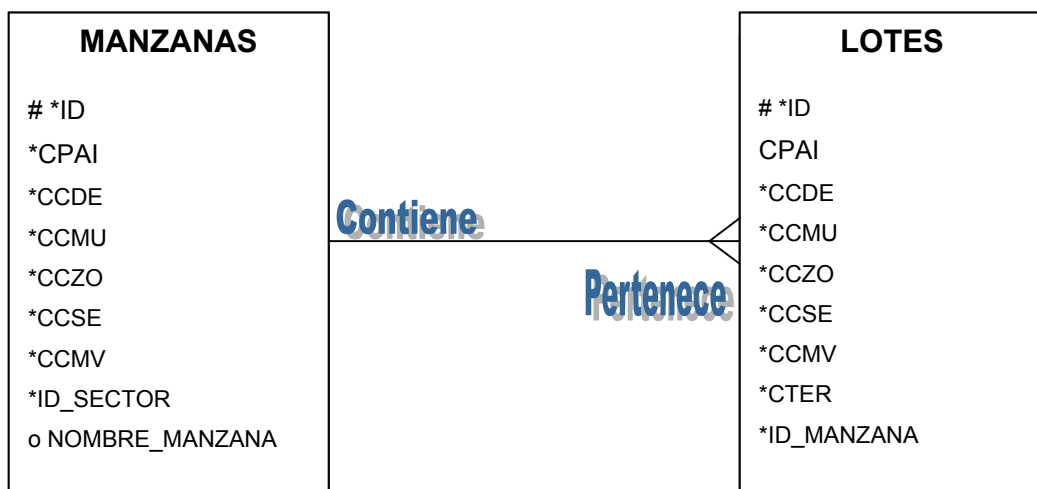 MANZANAS
# *ID
*CPAI
*CCDE
*CCMU
*CCZO
*CCSE
*CCMV
*ID_SECTOR
o NOMBRE_MANZANA
Contiene
Pertenece
LOTES
# *ID
CPAI
*CCDE
*CCMU
*CCZO
*CCSE
*CCMV
*CTER
*ID_MANZANA